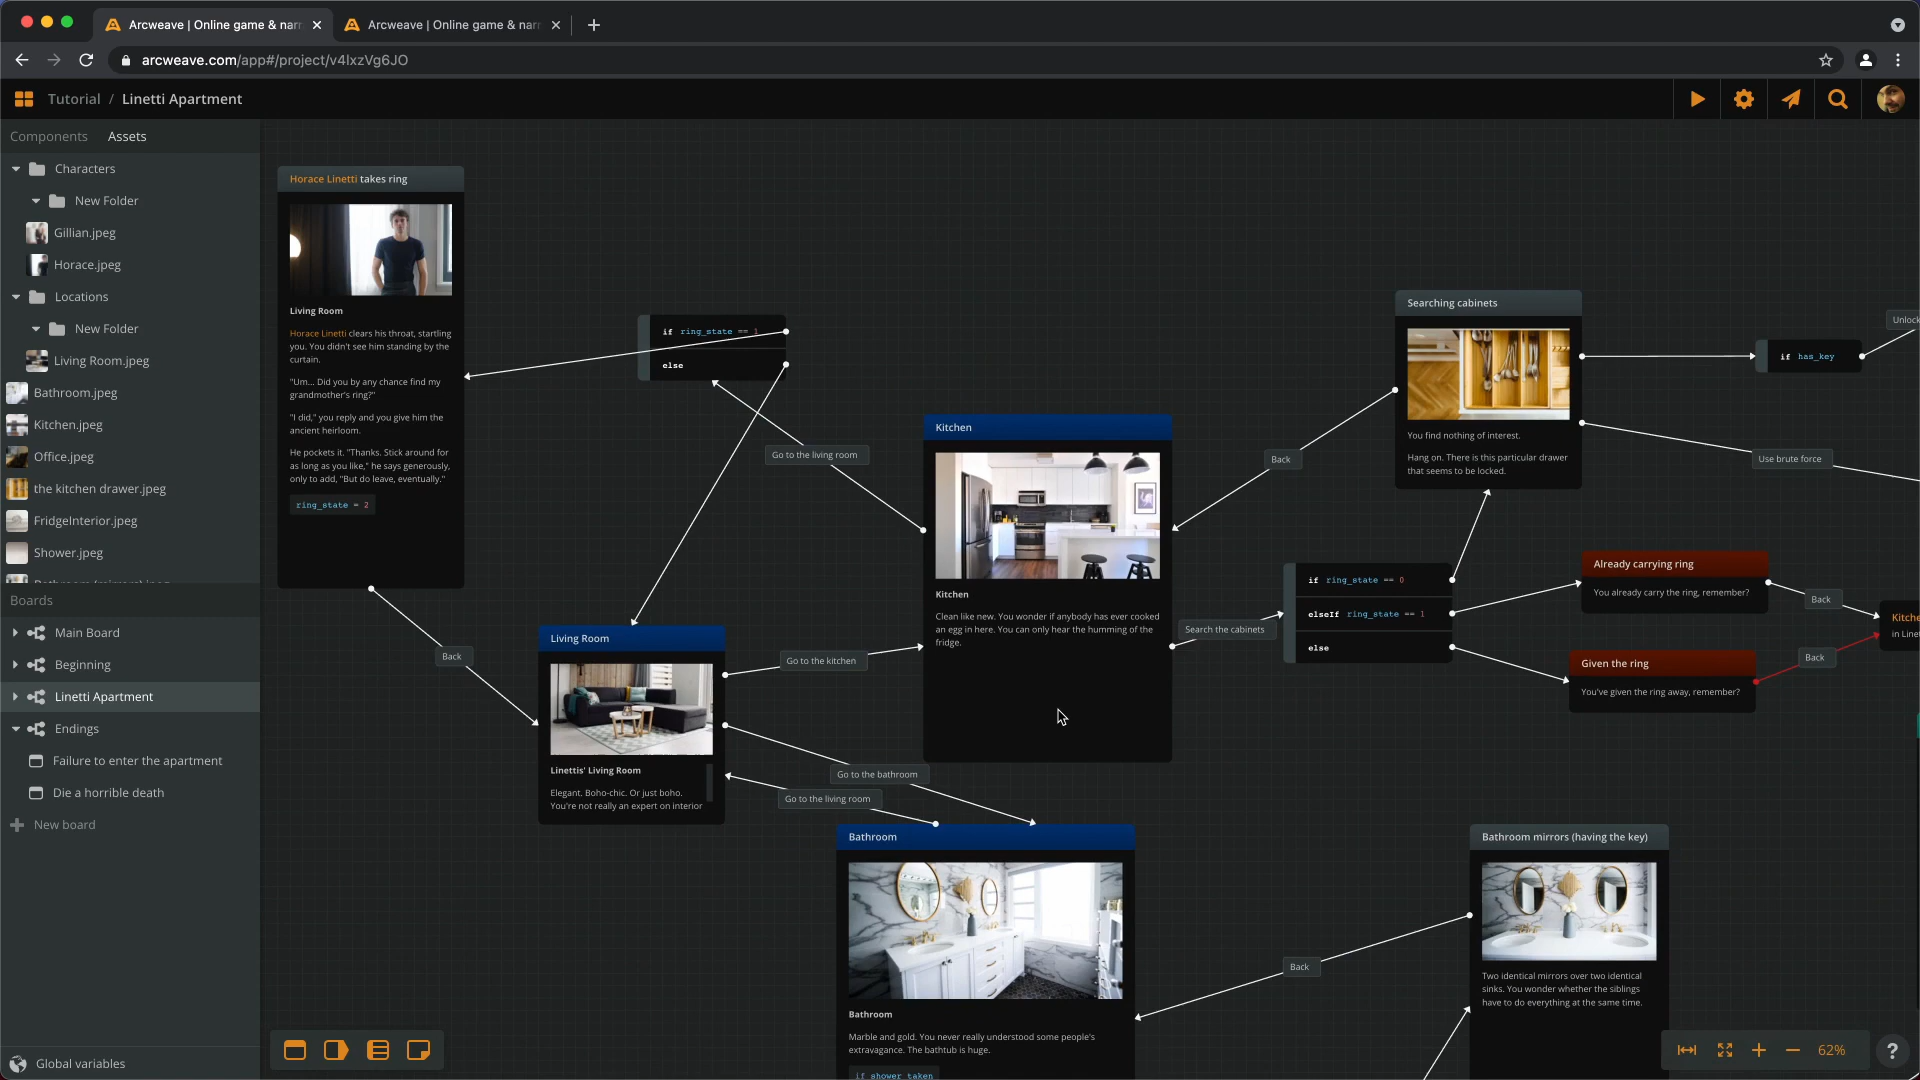 Arcweave | Online game & narr
Arcweave | Online game & narr
arcweave.com/app#/project/v4lxzVg6JO
Tutorial / Linetti Apartment
Components Assets
Characters
New Folder
Gillian.jpeg
Horace.jpeg
Locations
New Folder
Living Room.jpeg
Bathroom.jpeg
Kitchen.jpeg
Office.jpeg
the kitchen drawer.jpeg
FridgeInterior.jpeg
Shower.jpeg
Boards
Main Board
Beginning
Linetti Apartment
Endings
Failure to enter the apartment
Die a horrible death
New board
Global variables
Horace Linetti takes ring
Living Room
Horace Linetti clears his throat, startling
you. You didn't see him standing by the
curtain.
"Um... Did you by any chance find my
grandmother's ring?"
"I did," you reply and you give him the
ancient heirloom.
He pockets it. "Thanks. Stick around for
as long as you like," he says generously,
only to add, "But do leave, eventually."
ring_state = 2
Back
if ring_state == 1
else
Go to the living room
Living Room
Linettis' Living Room
Elegant. Boho-chic. Or just boho.
You're not really an expert on interior
Go to the kitchen
Go to the bathroom
Go to the living room
Kitchen
Kitchen
Clean like new. You wonder if anybody has ever cooked
an egg in here. You can only hear the humming of the
fridge.
Back
Search the cabinets
if ring_state == 0
elseIf ring_state == 1
else
Searching cabinets
You find nothing of interest.
Hang on. There is this particular drawer
that seems to be locked.
if has_key
Unlock
Use brute force
Already carrying ring
You already carry the ring, remember?
Back
Given the ring
You've given the ring away, remember?
Back
Kitche
in Line
Bathroom
Bathroom
Marble and gold. You never really understood some people's
extravagance. The bathtub is huge.
if shower_taken
Back
Bathroom mirrors (having the key)
Two identical mirrors over two identical
sinks. You wonder whether the siblings
have to do everything at the same time.
62%
?